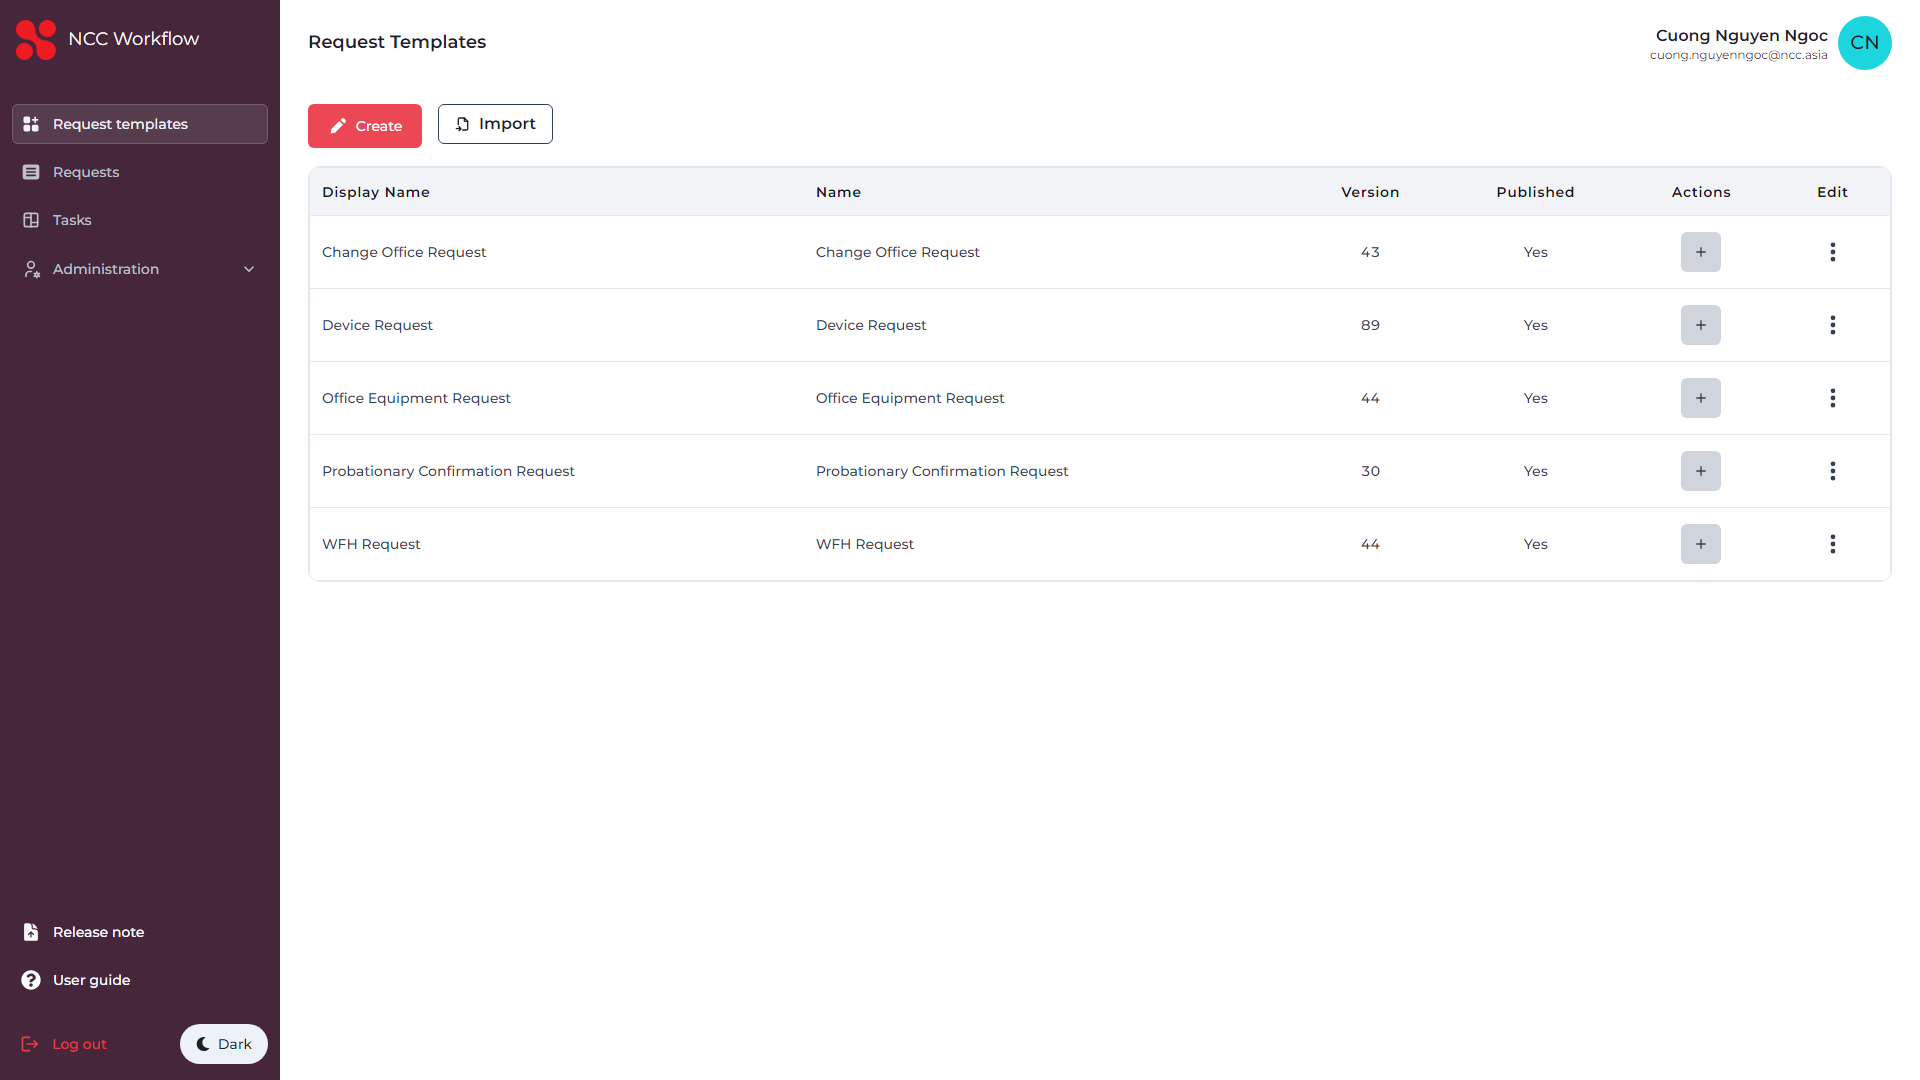 NCC Workflow
Request templates
Requests
Tasks
Administration
Release note
User guide
Log out
Dark
Request Templates
Cuong Nguyen Ngoc
cuong.nguyenngoc@ncc.asia
CN
Create
Import
Display Name Name Version Published Actions Edit
Change Office Request Change Office Request 43 Yes +
Device Request Device Request 89 Yes +
Office Equipment Request Office Equipment Request 44 Yes +
Probationary Confirmation Request Probationary Confirmation Request 30 Yes +
WFH Request WFH Request 44 Yes +